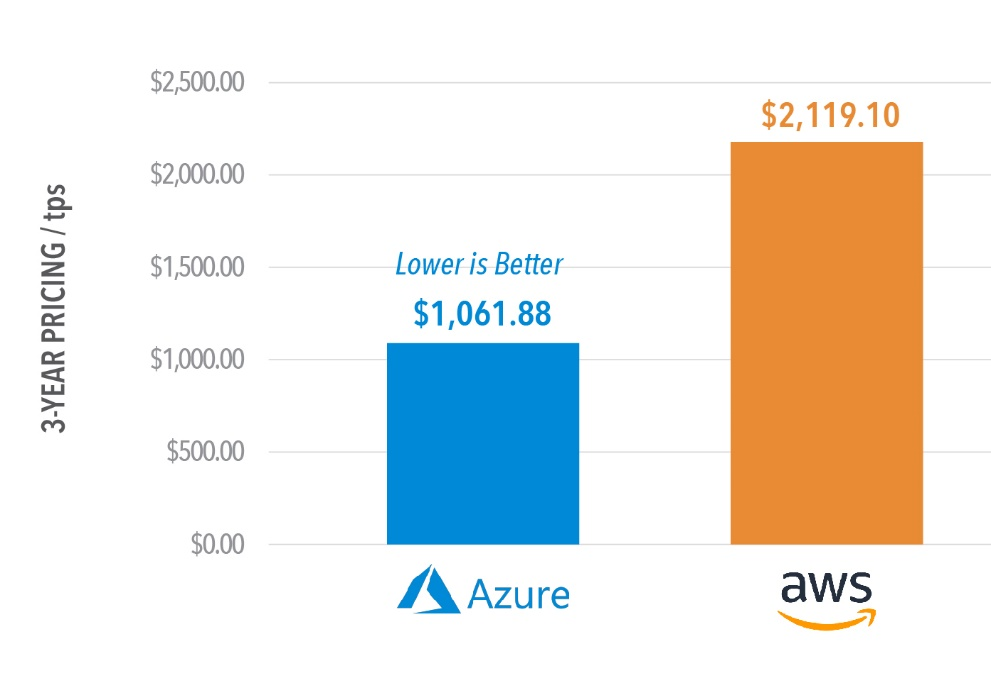 $2,500.00
$2,119.10
$2,000.00
Lower is Better
$1,500.00
$1,061.88
$1,000.00
$500.00
$0.00
3-YEAR PRICING / tps
Azure
aws